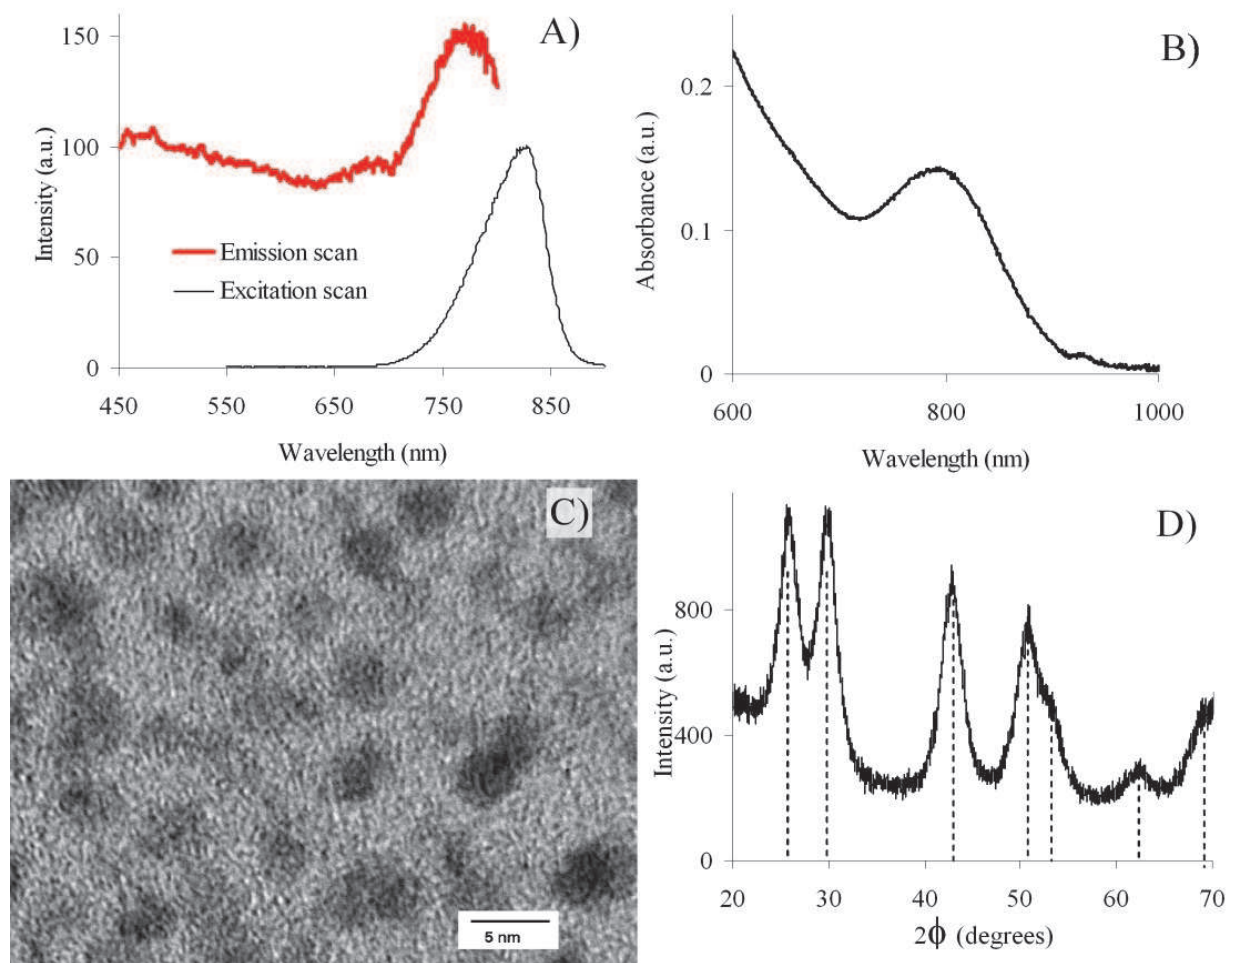 A)
150
100
50
0
Intensity (a.u.)
Emission scan
Excitation scan
450 550 650 750 850
Wavelength (nm)
B)
0.2
0.1
0
Absorbance (a.u.)
600 800 1000
Wavelength (nm)
C)
5 nm
D)
800
400
0
Intensity (a.u.)
20 30 40 50 60 70
2ϕ (degrees)